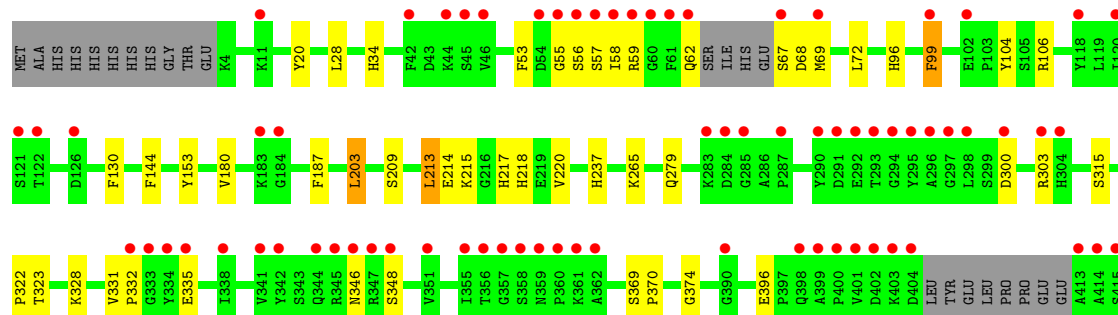 MET ALA HIS HIS HIS HIS HIS HIS GLY THR GLU K4 K11 Y20 L28 H34 F42 D43 K44 S45 V46 F53 D54 G55 S56 S57 I58 R59 G60 F61 Q62 SER ILE HIS GLU S67 D68 M69 L72 H96 F99 E102 P103 Y104 S105 R106 Y118 L119 I120
S121 T122 D126 F130 F144 Y153 V180 K183 G184 F187 L203 S209 L213 E214 K215 G216 H217 H218 E219 V220 H237 K265 Q279 K283 D284 G285 A286 P287 Y290 D291 E292 T293 G294 Y295 A296 G297 L298 S299 D300 R303 H304 S315
P322 T323 K328 V331 P332 G333 Y334 E335 I338 V341 Y342 S343 Q344 R345 N346 R347 S348 V351 I355 T356 G357 S358 N359 P360 K361 A362 S369 P370 G374 G390 E396 P397 Q398 A399 P400 V401 D402 K403 D404 LEU TYR GLU LEU PRO PRO GLU GLU A413 A414 S415